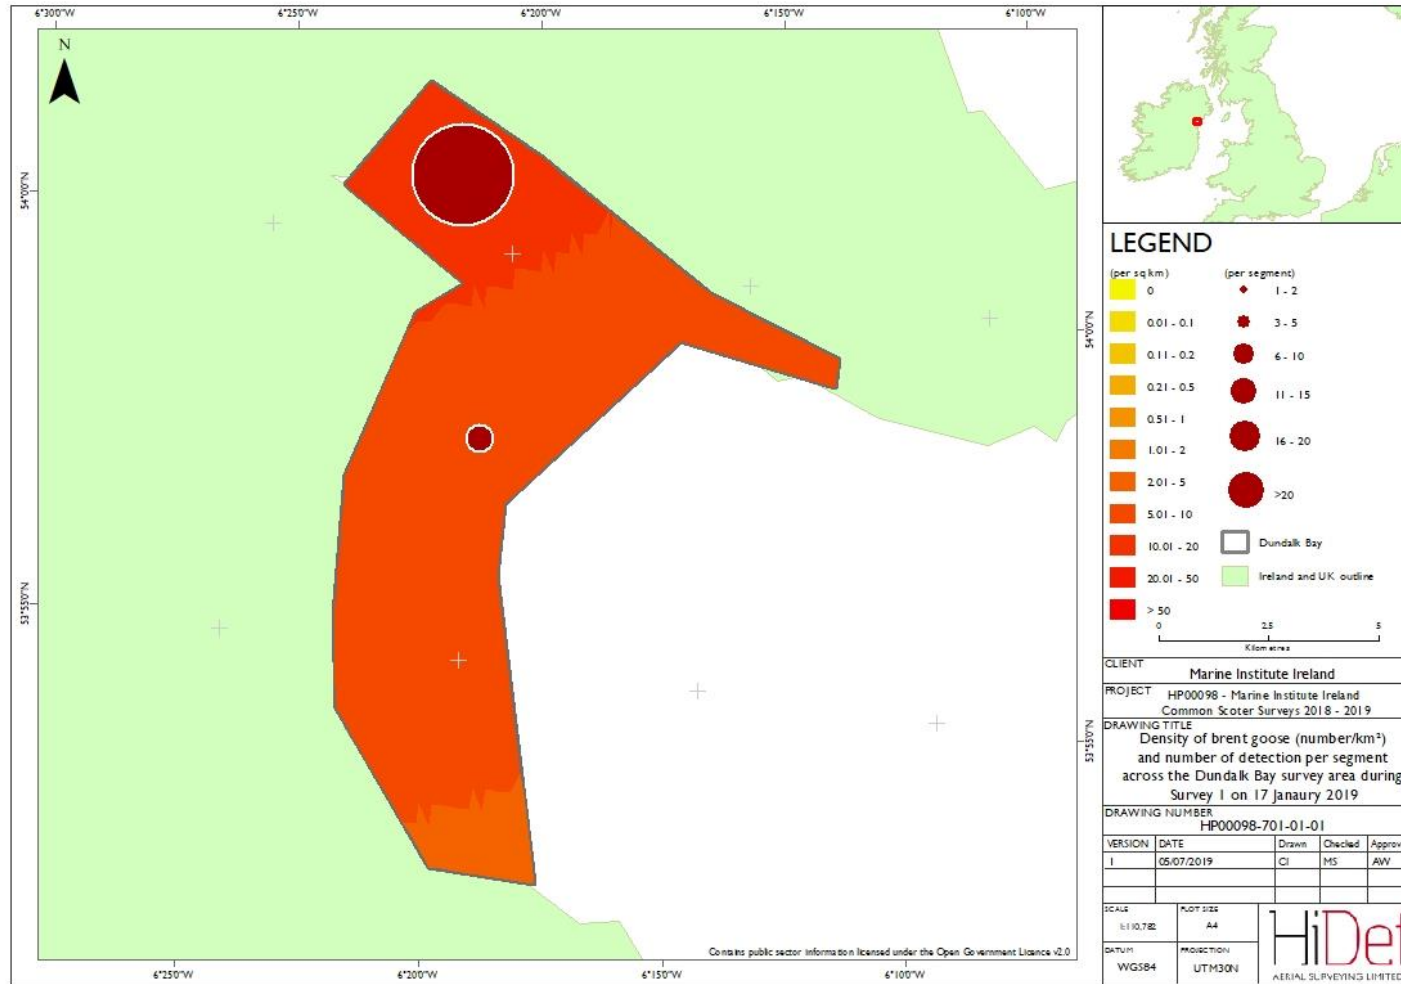 6°30'0"W
6°25'0"W
6°20'0"W
6°15'0"W
6°10'0"W
N
54°0'0"N
54°0'0"N
53°55'0"N
53°55'0"N
6°25'0"W
6°20'0"W
6°15'0"W
6°10'0"W
Contains public sector information licensed under the Open Government Licence v2.0
LEGEND
(per sq km)
0
0.01 - 0.1
0.11 - 0.2
0.21 - 0.5
0.51 - 1
1.01 - 2
2.01 - 5
5.01 - 10
10.01 - 20
20.01 - 50
> 50
(per segment)
1 - 2
3 - 5
6 - 10
11 - 15
16 - 20
>20
Dundalk Bay
Ireland and UK outline
0 2.5 5
Kilometres
CLIENT
Marine Institute Ireland
PROJECT
HP00098 - Marine Institute Ireland
Common Scoter Surveys 2018 - 2019
DRAWING TITLE
Density of brent goose (number/km²)
and number of detection per segment
across the Dundalk Bay survey area during
Survey 1 on 17 Janaury 2019
DRAWING NUMBER
HP00098-701-01-01
VERSION DATE Drawn Checked Approv
1 05/07/2019 CI MS AW
SCALE
1:110,782
PLOT SIZE
A4
DATUM
WGS84
PROJECTION
UTM30N
HiDef
AERIAL SURVEYING LIMITED